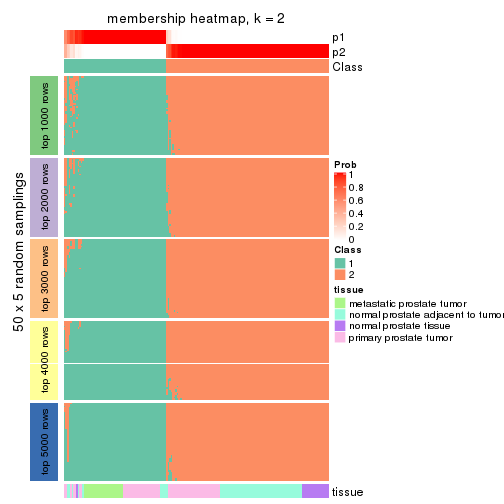 membership heatmap, k = 2
p1
p2
Class
50 x 5 random samplings
top 1000 rows
top 2000 rows
top 3000 rows
top 4000 rows
top 5000 rows
Prob
1
0.8
0.6
0.4
0.2
0
Class
1
2
tissue
metastatic prostate tumor
normal prostate adjacent to tumor
normal prostate tissue
primary prostate tumor
tissue